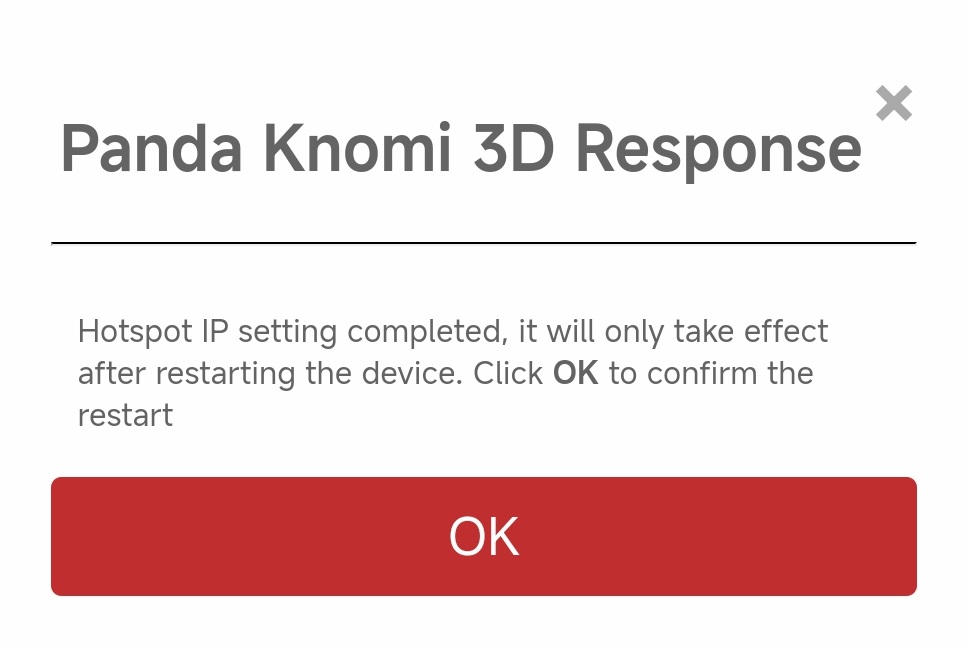 Panda Knomi 3D Response
Hotspot IP setting completed, it will only take effect
after restarting the device. Click OK to confirm the
restart
OK